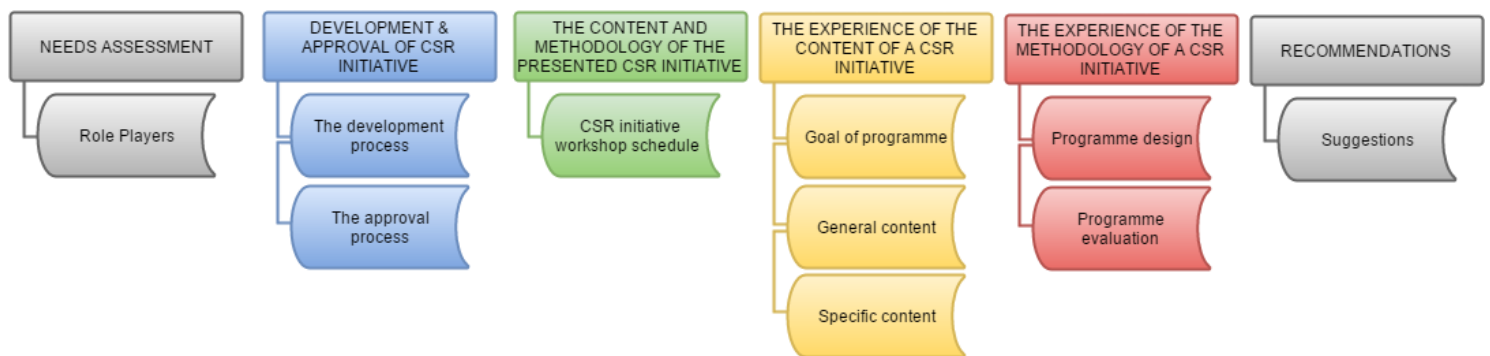 NEEDS ASSESSMENT
Role Players
DEVELOPMENT &
APPROVAL OF CSR
INITIATIVE
The development
process
The approval
process
THE CONTENT AND
METHODOLOGY OF THE
PRESENTED CSR INITIATIVE
CSR initiative
workshop schedule
THE EXPERIENCE OF THE
CONTENT OF A CSR
INITIATIVE
Goal of programme
General content
Specific content
THE EXPERIENCE OF THE
METHODOLOGY OF A CSR
INITIATIVE
Programme design
Programme
evaluation
RECOMMENDATIONS
Suggestions